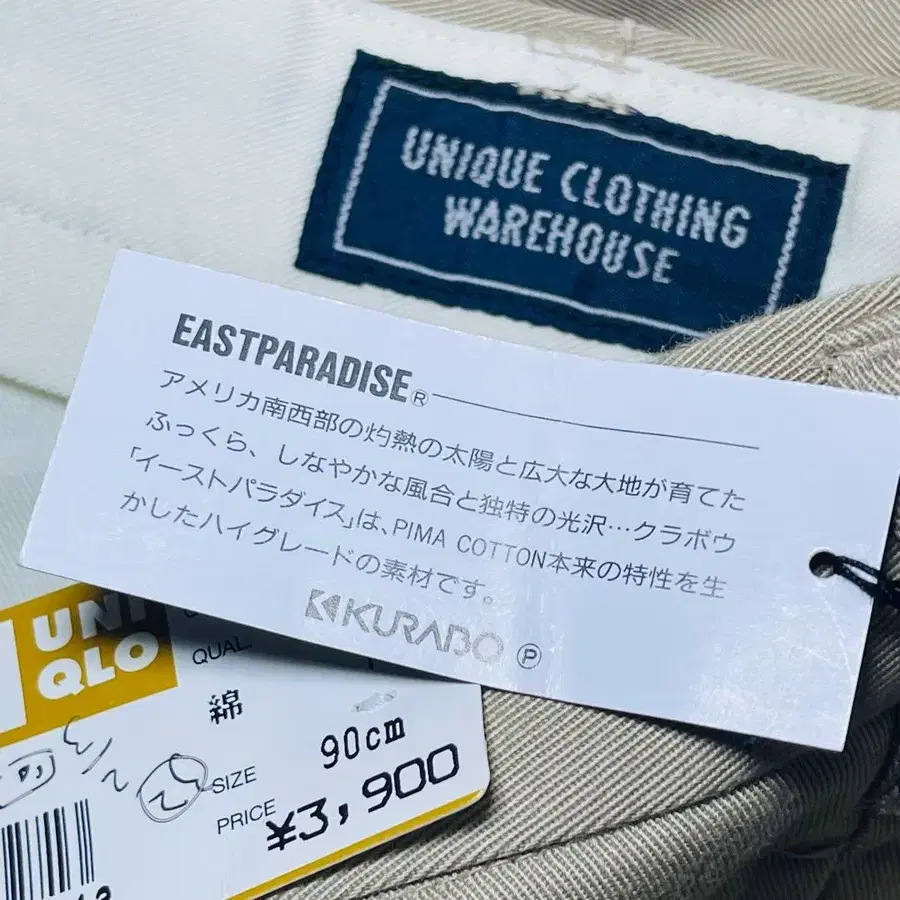 UNIQUE CLOTHING
WAREHOUSE
EASTPARADISE®
アメリカ南西部の灼熱の太陽と広大な大地が育てた
ふっくら、しなやかな風合と独特の光沢…クラボウ
「イーストパラダイス」は、PIMA COTTON本来の特性を生
かしたハイグレードの素材です。
KURABO Ⓟ
UNI
QLO
QUAL.
綿
SIZE 90cm
PRICE ¥3,900